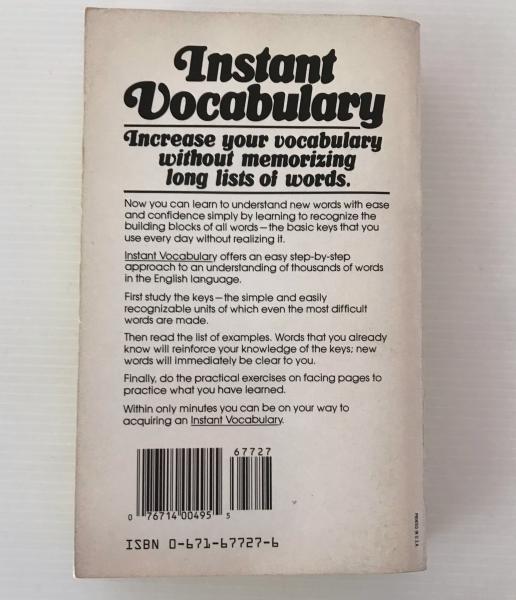 Instant
Vocabulary
Increase your vocabulary
without memorizing
long lists of words.
Now you can learn to understand new words with ease
and confidence simply by learning to recognize the
building blocks of all words—the basic keys that you
use every day without realizing it.
Instant Vocabulary offers an easy step-by-step
approach to an understanding of thousands of words
in the English language.
First study the keys—the simple and easily
recognizable units of which even the most difficult
words are made.
Then read the list of examples. Words that you already
know will reinforce your knowledge of the keys; new
words will immediately be clear to you.
Finally, do the practical exercises on facing pages to
practice what you have learned.
Within only minutes you can be on your way to
acquiring an Instant Vocabulary.
67727
0 76714 00495 5
ISBN 0-671-67727-6
PRINTED IN U.S.A.